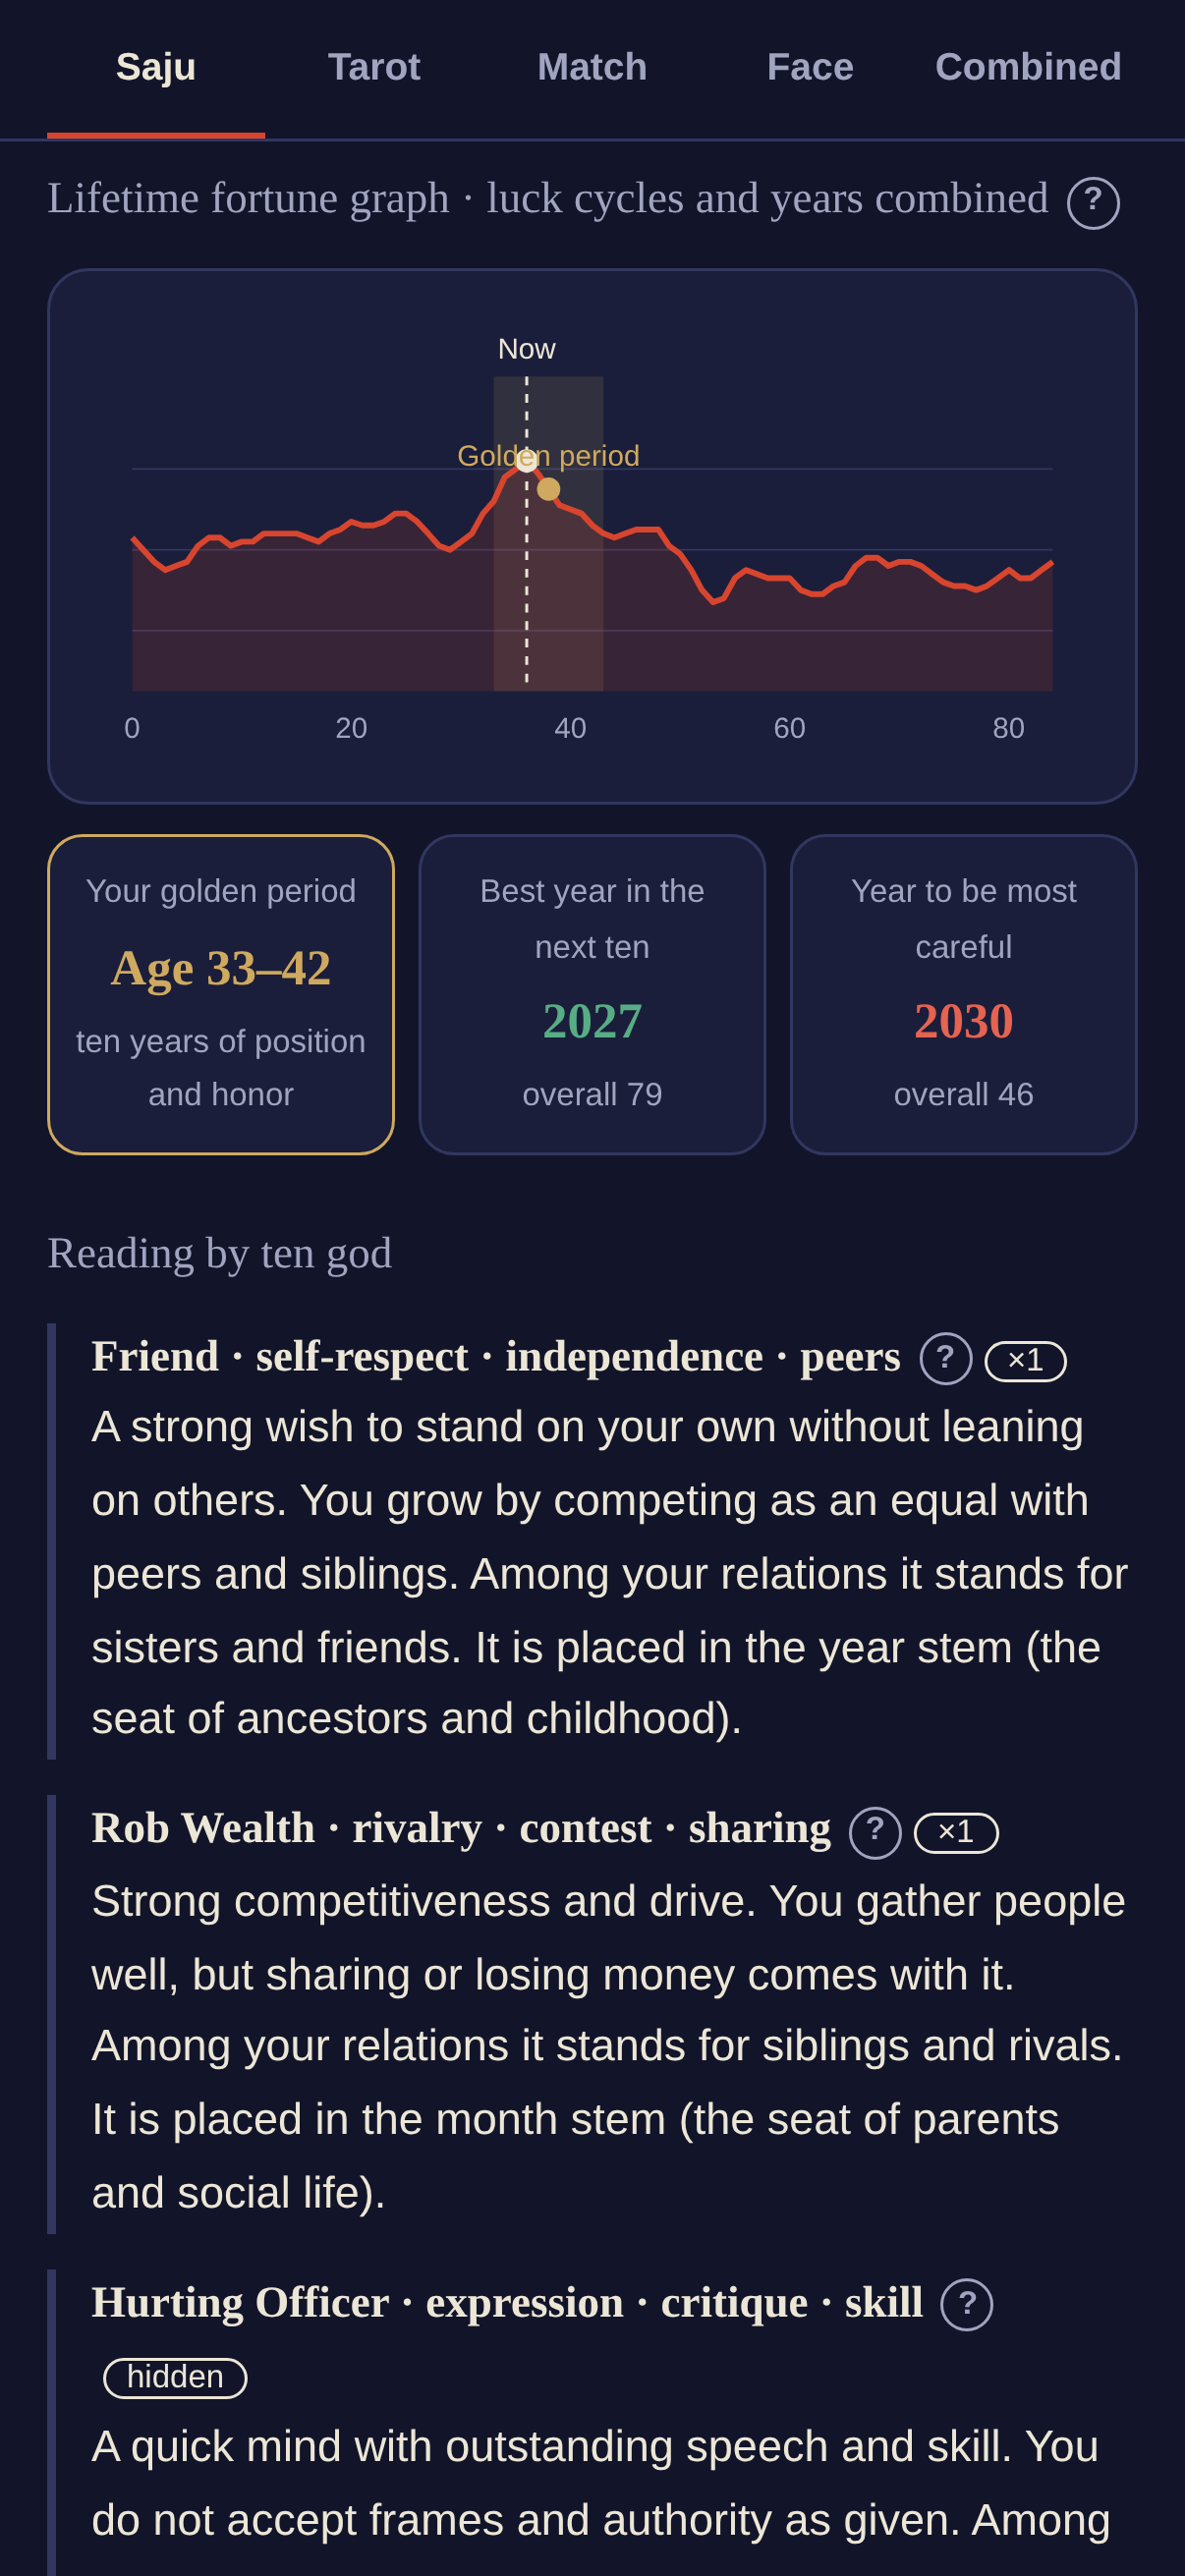 Saju Tarot Match Face Combined
Lifetime fortune graph · luck cycles and years combined ?
Now
Golden period
0 20 40 60 80
Your golden period
Age 33–42
ten years of position
and honor
Best year in the
next ten
2027
overall 79
Year to be most
careful
2030
overall 46
Reading by ten god
Friend · self-respect · independence · peers ? ×1
A strong wish to stand on your own without leaning
on others. You grow by competing as an equal with
peers and siblings. Among your relations it stands for
sisters and friends. It is placed in the year stem (the
seat of ancestors and childhood).
Rob Wealth · rivalry · contest · sharing ? ×1
Strong competitiveness and drive. You gather people
well, but sharing or losing money comes with it.
Among your relations it stands for siblings and rivals.
It is placed in the month stem (the seat of parents
and social life).
Hurting Officer · expression · critique · skill ?
hidden
A quick mind with outstanding speech and skill. You
do not accept frames and authority as given. Among